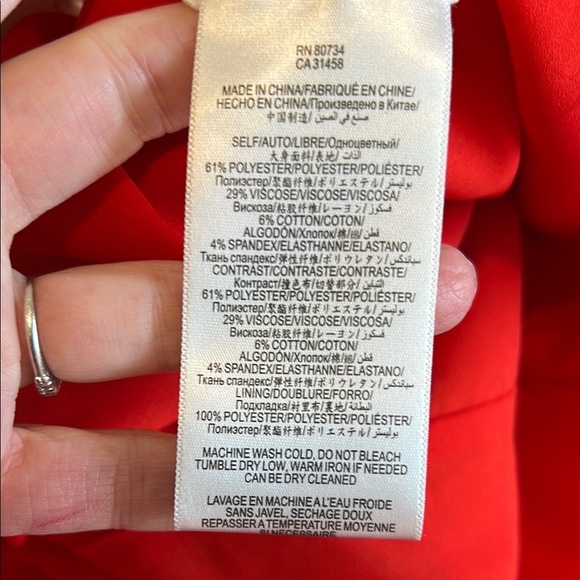 RN 80734
CA 31458
MADE IN CHINA/FABRIQUÉ EN CHINE/
HECHO EN CHINA/Произведено в Китае/
中国制造/ صنع في الصين
SELF/AUTO/LIBRE/Одноцветный/
大身面料/表地/ الذات
61% POLYESTER/POLYESTER/POLIÉSTER/
Полиэстер/聚酯纤维/ポリエステル/بوليستر
29% VISCOSE/VISCOSE/VISCOSA/
Вискоза/粘胶纤维/レーヨン/فسكوز
6% COTTON/COTON/
ALGODÓN/Хлопок/棉/綿/قطن
4% SPANDEX/ELASTHANNE/ELASTANO/
Ткань спандекс/弹性纤维/ポリウレタン/سباندكس
CONTRAST/CONTRASTE/CONTRASTE/
Контраст/撞色布/切替部分/التباين
61% POLYESTER/POLYESTER/POLIÉSTER/
Полиэстер/聚酯纤维/ポリエステル/بوليستر
29% VISCOSE/VISCOSE/VISCOSA/
Вискоза/粘胶纤维/レーヨン/فسكوز
6% COTTON/COTON/
ALGODÓN/Хлопок/棉/綿/قطن
4% SPANDEX/ELASTHANNE/ELASTANO/
Ткань спандекс/弹性纤维/ポリウレタン/سباندكس
LINING/DOUBLURE/FORRO/
Подкладка/衬里布/裏地/البطانة
100% POLYESTER/POLYESTER/POLIÉSTER/
Полиэстер/聚酯纤维/ポリエステル/بوليستر
MACHINE WASH COLD, DO NOT BLEACH
TUMBLE DRY LOW, WARM IRON IF NEEDED
CAN BE DRY CLEANED
LAVAGE EN MACHINE A L'EAU FROIDE
SANS JAVEL, SECHAGE DOUX
REPASSER A TEMPERATURE MOYENNE
SI NECESSAIRE